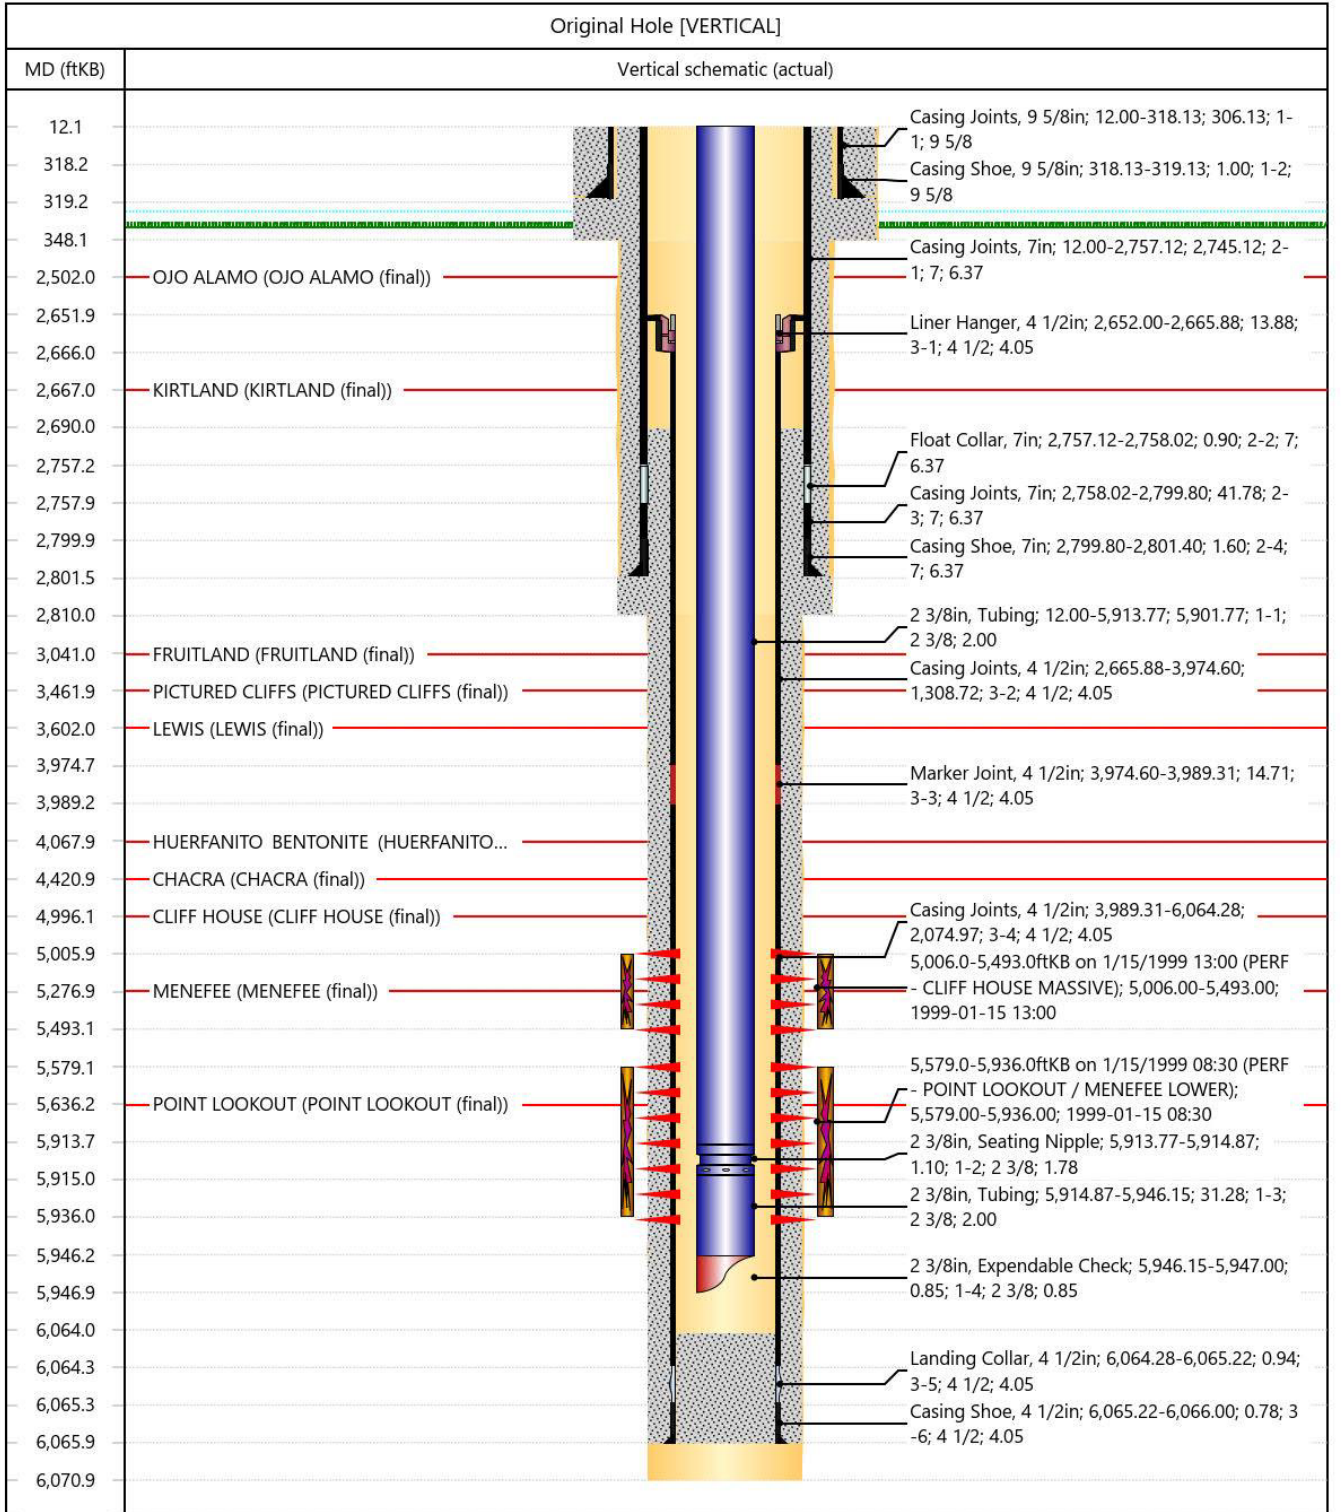 Original Hole [VERTICAL]
MD (ftKB)
Vertical schematic (actual)
12.1
318.2
319.2
348.1
2,502.0
2,651.9
2,666.0
2,667.0
2,690.0
2,757.2
2,757.9
2,799.9
2,801.5
2,810.0
3,041.0
3,461.9
3,602.0
3,974.7
3,989.2
4,067.9
4,420.9
4,996.1
5,005.9
5,276.9
5,493.1
5,579.1
5,636.2
5,913.7
5,915.0
5,936.0
5,946.2
5,946.9
6,064.0
6,064.3
6,065.3
6,065.9
6,070.9
OJO ALAMO (OJO ALAMO (final))
KIRTLAND (KIRTLAND (final))
FRUITLAND (FRUITLAND (final))
PICTURED CLIFFS (PICTURED CLIFFS (final))
LEWIS (LEWIS (final))
HUERFANITO BENTONITE (HUERFANITO...
CHACRA (CHACRA (final))
CLIFF HOUSE (CLIFF HOUSE (final))
MENEFEE (MENEFEE (final))
POINT LOOKOUT (POINT LOOKOUT (final))
Casing Joints, 9 5/8in; 12.00-318.13; 306.13; 1-
1; 9 5/8
Casing Shoe, 9 5/8in; 318.13-319.13; 1.00; 1-2;
9 5/8
Casing Joints, 7in; 12.00-2,757.12; 2,745.12; 2-
1; 7; 6.37
Liner Hanger, 4 1/2in; 2,652.00-2,665.88; 13.88;
3-1; 4 1/2; 4.05
Float Collar, 7in; 2,757.12-2,758.02; 0.90; 2-2; 7;
6.37
Casing Joints, 7in; 2,758.02-2,799.80; 41.78; 2-
3; 7; 6.37
Casing Shoe, 7in; 2,799.80-2,801.40; 1.60; 2-4;
7; 6.37
2 3/8in, Tubing; 12.00-5,913.77; 5,901.77; 1-1;
2 3/8; 2.00
Casing Joints, 4 1/2in; 2,665.88-3,974.60;
1,308.72; 3-2; 4 1/2; 4.05
Marker Joint, 4 1/2in; 3,974.60-3,989.31; 14.71;
3-3; 4 1/2; 4.05
Casing Joints, 4 1/2in; 3,989.31-6,064.28;
2,074.97; 3-4; 4 1/2; 4.05
5,006.0-5,493.0ftKB on 1/15/1999 13:00 (PERF
- CLIFF HOUSE MASSIVE); 5,006.00-5,493.00;
1999-01-15 13:00
5,579.0-5,936.0ftKB on 1/15/1999 08:30 (PERF
- POINT LOOKOUT / MENEFEE LOWER);
5,579.00-5,936.00; 1999-01-15 08:30
2 3/8in, Seating Nipple; 5,913.77-5,914.87;
1.10; 1-2; 2 3/8; 1.78
2 3/8in, Tubing; 5,914.87-5,946.15; 31.28; 1-3;
2 3/8; 2.00
2 3/8in, Expendable Check; 5,946.15-5,947.00;
0.85; 1-4; 2 3/8; 0.85
Landing Collar, 4 1/2in; 6,064.28-6,065.22; 0.94;
3-5; 4 1/2; 4.05
Casing Shoe, 4 1/2in; 6,065.22-6,066.00; 0.78; 3
-6; 4 1/2; 4.05